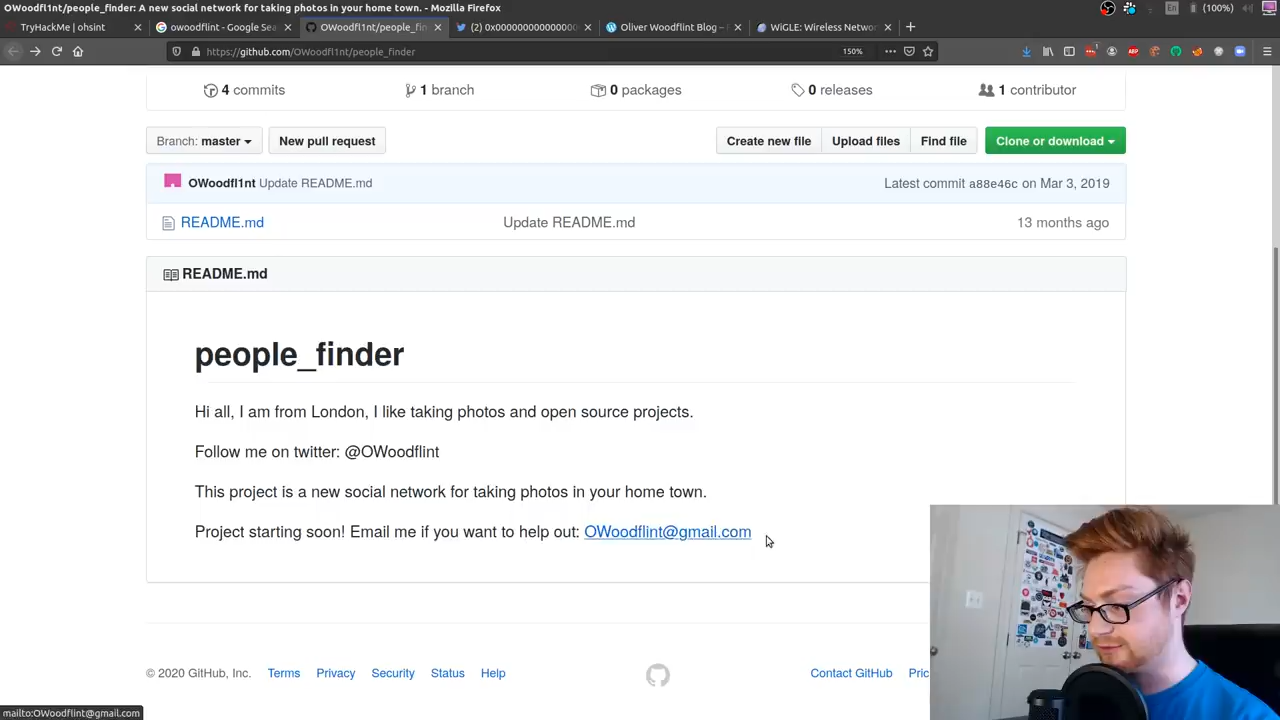 OWoodfl1nt/people_finder: A new social network for taking photos in your home town. - Mozilla Firefox
(100%)
TryHackMe | ohsint
owoodflint - Google Sea
OWoodfl1nt/people_fin
(2) 0x000000000000000
Oliver Woodflint Blog –
WiGLE: Wireless Networ
https://github.com/OWoodfl1nt/people_finder
150%
4 commits
1 branch
0 packages
0 releases
1 contributor
Branch: master
New pull request
Create new file
Upload files
Find file
Clone or download
OWoodfl1nt Update README.md
Latest commit a88e46c on Mar 3, 2019
README.md
Update README.md
13 months ago
README.md
people_finder
Hi all, I am from London, I like taking photos and open source projects.
Follow me on twitter: @OWoodflint
This project is a new social network for taking photos in your home town.
Project starting soon! Email me if you want to help out: OWoodflint@gmail.com
© 2020 GitHub, Inc.
Terms
Privacy
Security
Status
Help
Contact GitHub
Pric
mailto:OWoodflint@gmail.com